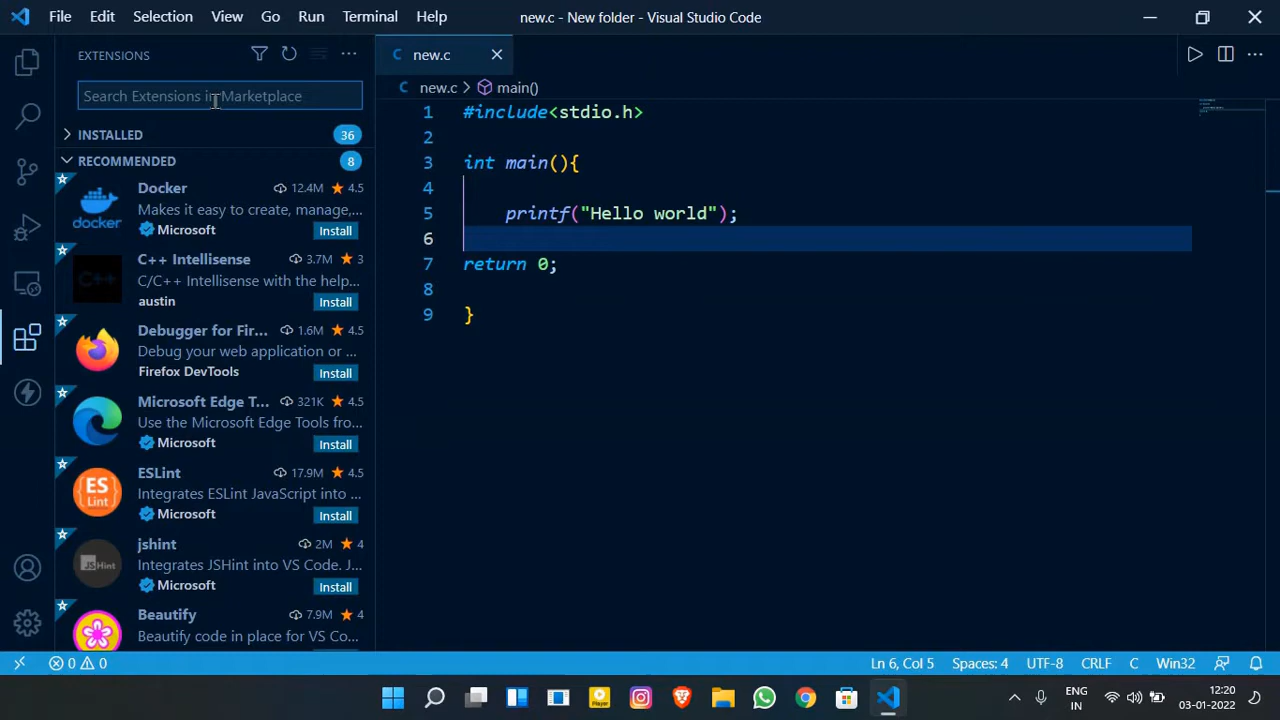 File Edit Selection View Go Run Terminal Help new.c - New folder - Visual Studio Code
EXTENSIONS
Search Extensions in Marketplace
INSTALLED 36
RECOMMENDED 8
Docker 12.4M 4.5
Makes it easy to create, manage,...
docker Microsoft Install
C++ Intellisense 3.7M 3
C++ C/C++ Intellisense with the help...
austin Install
Debugger for Fir... 1.6M 4.5
Debug your web application or ...
Firefox DevTools Install
Microsoft Edge T... 321K 4.5
Use the Microsoft Edge Tools fro...
Microsoft Install
ESLint 17.9M 4.5
ES Lint Integrates ESLint JavaScript into ...
Microsoft Install
jshint 2M 4
JSHint Integrates JSHint into VS Code. J...
Microsoft Install
Beautify 7.9M 4
Beautify code in place for VS Co...
C new.c
C new.c > main()
1 #include<stdio.h>
2
3 int main(){
4
5 printf("Hello world");
6
7 return 0;
8
9 }
0 0 Ln 6, Col 5 Spaces: 4 UTF-8 CRLF C Win32
Player ENG IN 12:20 03-01-2022